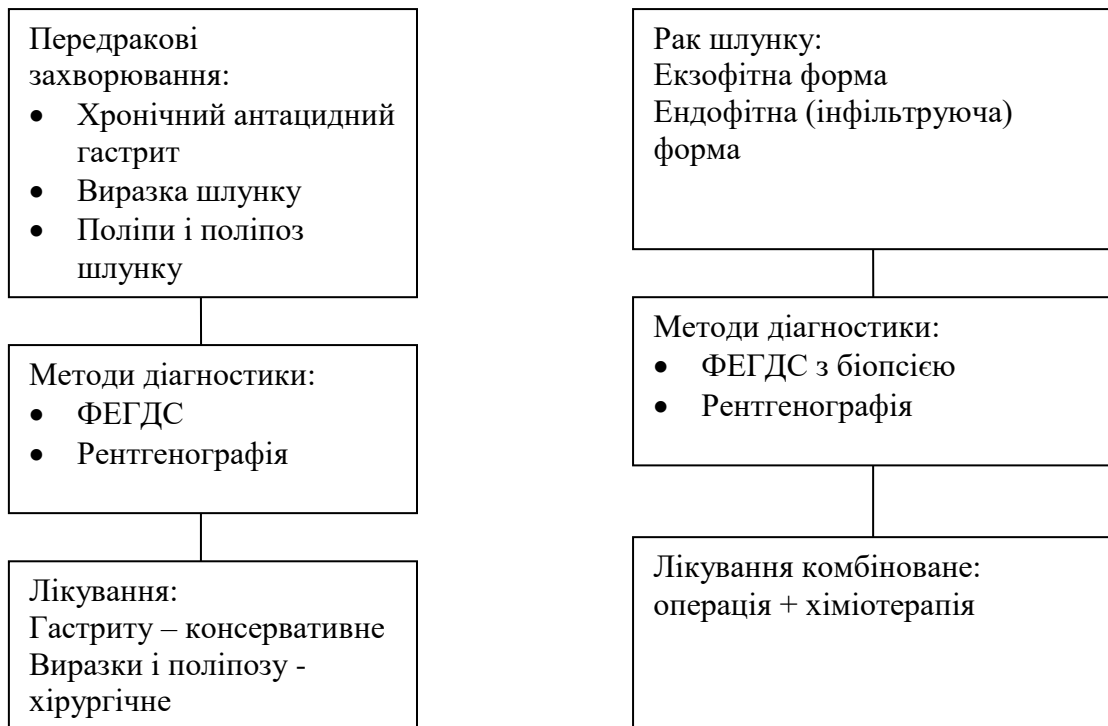 Передракові
захворювання:
• Хронічний антацидний
гастрит
• Виразка шлунку
• Поліпи і поліпоз
шлунку
Методи діагностики:
• ФЕГДС
• Рентгенографія
Лікування:
Гастриту – консервативне
Виразки і поліпозу -
хірургічне
Рак шлунку:
Екзофітна форма
Ендофітна (інфільтруюча)
форма
Методи діагностики:
• ФЕГДС з біопсією
• Рентгенографія
Лікування комбіноване:
операція + хіміотерапія